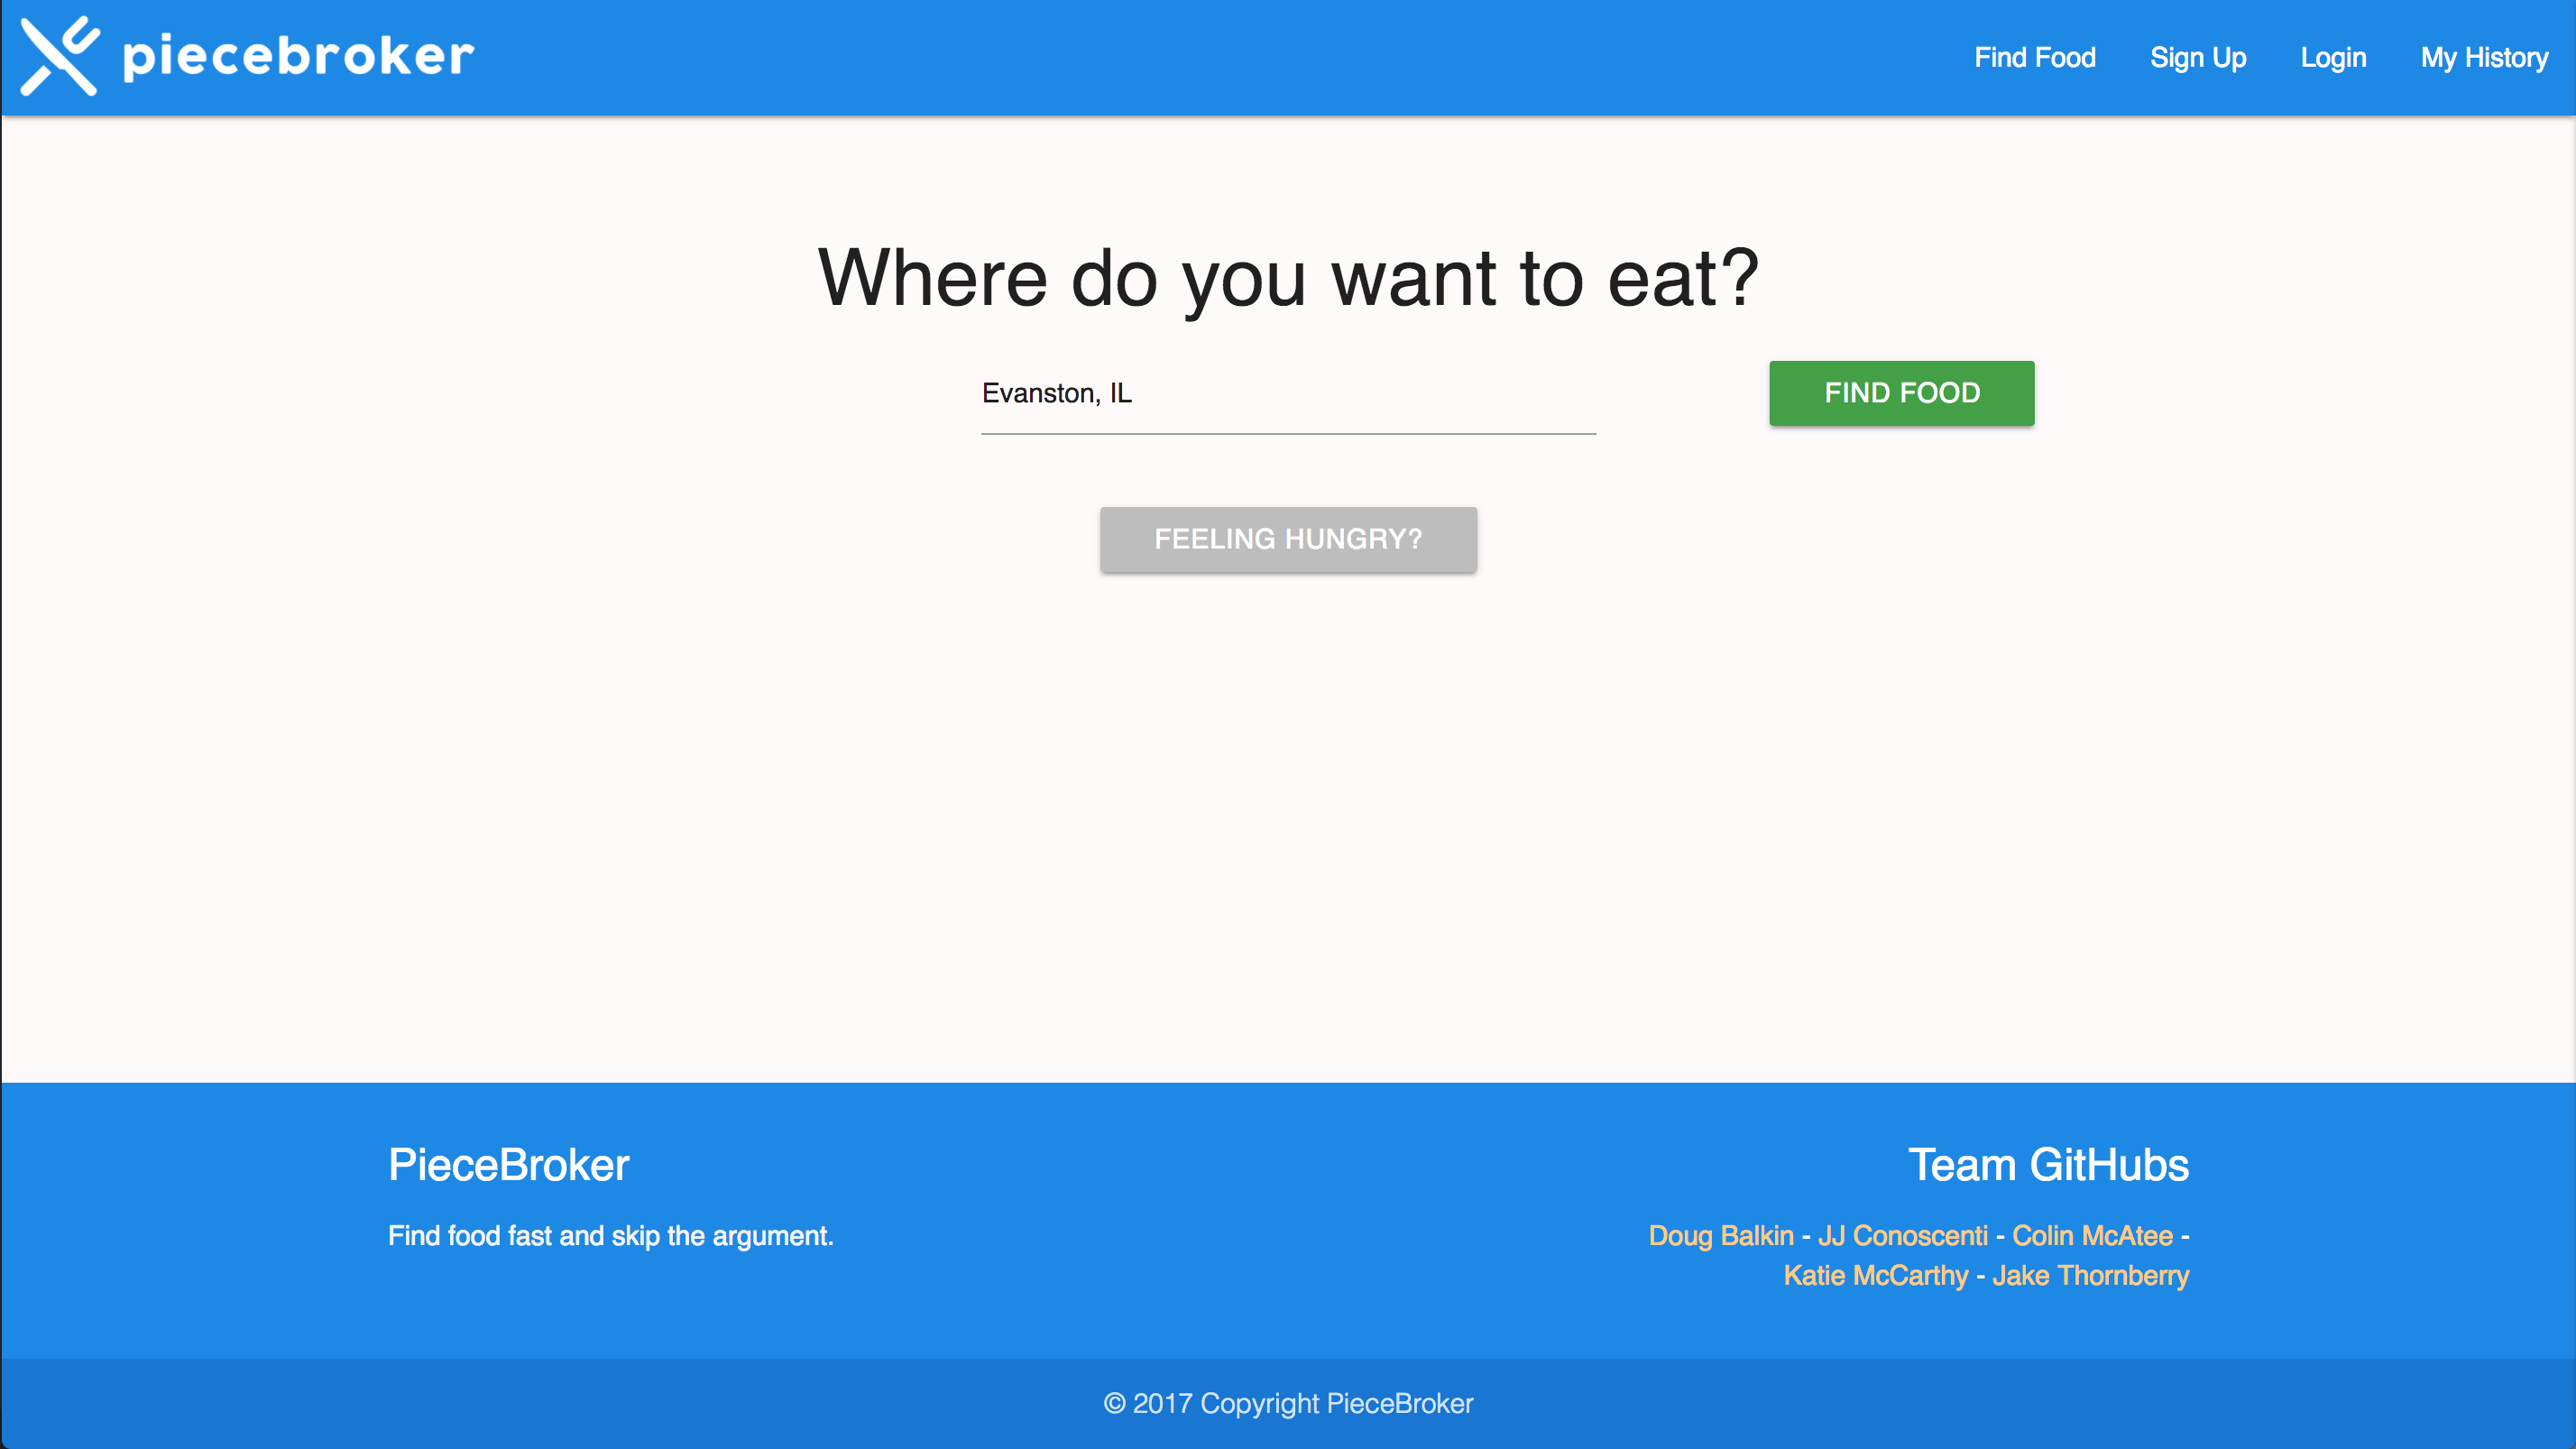 piecebroker
Find Food Sign Up Login My History
Where do you want to eat?
Evanston, IL
FIND FOOD
FEELING HUNGRY?
PieceBroker
Find food fast and skip the argument.
Team GitHubs
Doug Balkin - JJ Conoscenti - Colin McAtee -
Katie McCarthy - Jake Thornberry
© 2017 Copyright PieceBroker